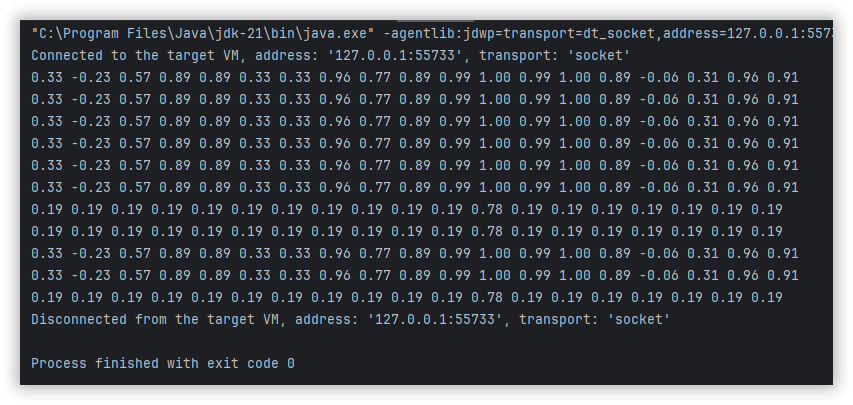 "C:\Program Files\Java\jdk-21\bin\java.exe" -agentlib:jdwp=transport=dt_socket,address=127.0.0.1:5573
Connected to the target VM, address: '127.0.0.1:55733', transport: 'socket'
0.33 -0.23 0.57 0.89 0.89 0.33 0.33 0.96 0.77 0.89 0.99 1.00 0.99 1.00 0.89 -0.06 0.31 0.96 0.91
0.33 -0.23 0.57 0.89 0.89 0.33 0.33 0.96 0.77 0.89 0.99 1.00 0.99 1.00 0.89 -0.06 0.31 0.96 0.91
0.33 -0.23 0.57 0.89 0.89 0.33 0.33 0.96 0.77 0.89 0.99 1.00 0.99 1.00 0.89 -0.06 0.31 0.96 0.91
0.33 -0.23 0.57 0.89 0.89 0.33 0.33 0.96 0.77 0.89 0.99 1.00 0.99 1.00 0.89 -0.06 0.31 0.96 0.91
0.33 -0.23 0.57 0.89 0.89 0.33 0.33 0.96 0.77 0.89 0.99 1.00 0.99 1.00 0.89 -0.06 0.31 0.96 0.91
0.33 -0.23 0.57 0.89 0.89 0.33 0.33 0.96 0.77 0.89 0.99 1.00 0.99 1.00 0.89 -0.06 0.31 0.96 0.91
0.19 0.19 0.19 0.19 0.19 0.19 0.19 0.19 0.19 0.19 0.19 0.78 0.19 0.19 0.19 0.19 0.19 0.19 0.19
0.19 0.19 0.19 0.19 0.19 0.19 0.19 0.19 0.19 0.19 0.19 0.78 0.19 0.19 0.19 0.19 0.19 0.19 0.19
0.33 -0.23 0.57 0.89 0.89 0.33 0.33 0.96 0.77 0.89 0.99 1.00 0.99 1.00 0.89 -0.06 0.31 0.96 0.91
0.33 -0.23 0.57 0.89 0.89 0.33 0.33 0.96 0.77 0.89 0.99 1.00 0.99 1.00 0.89 -0.06 0.31 0.96 0.91
0.19 0.19 0.19 0.19 0.19 0.19 0.19 0.19 0.19 0.19 0.19 0.78 0.19 0.19 0.19 0.19 0.19 0.19 0.19
Disconnected from the target VM, address: '127.0.0.1:55733', transport: 'socket'
Process finished with exit code 0